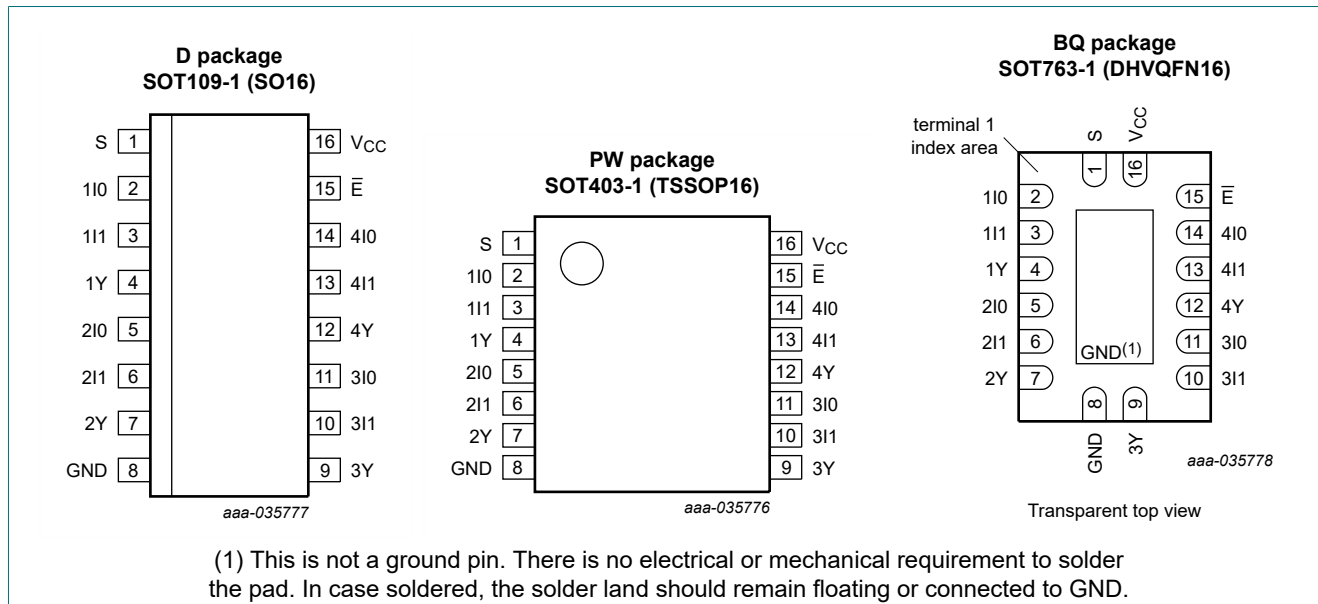 D package
SOT109-1 (SO16)
S 1
1I0 2
1I1 3
1Y 4
2I0 5
2I1 6
2Y 7
GND 8
16 VCC
15 E̅
14 4I0
13 4I1
12 4Y
11 3I0
10 3I1
9 3Y
aaa-035777
PW package
SOT403-1 (TSSOP16)
S 1
1I0 2
1I1 3
1Y 4
2I0 5
2I1 6
2Y 7
GND 8
16 VCC
15 E̅
14 4I0
13 4I1
12 4Y
11 3I0
10 3I1
9 3Y
aaa-035776
BQ package
SOT763-1 (DHVQFN16)
terminal 1
index area
S 1
VCC 16
1I0 2
1I1 3
1Y 4
2I0 5
2I1 6
2Y 7
15 E̅
14 4I0
13 4I1
12 4Y
11 3I0
10 3I1
GND(1)
GND 8
3Y 9
aaa-035778
Transparent top view
(1) This is not a ground pin. There is no electrical or mechanical requirement to solder
the pad. In case soldered, the solder land should remain floating or connected to GND.